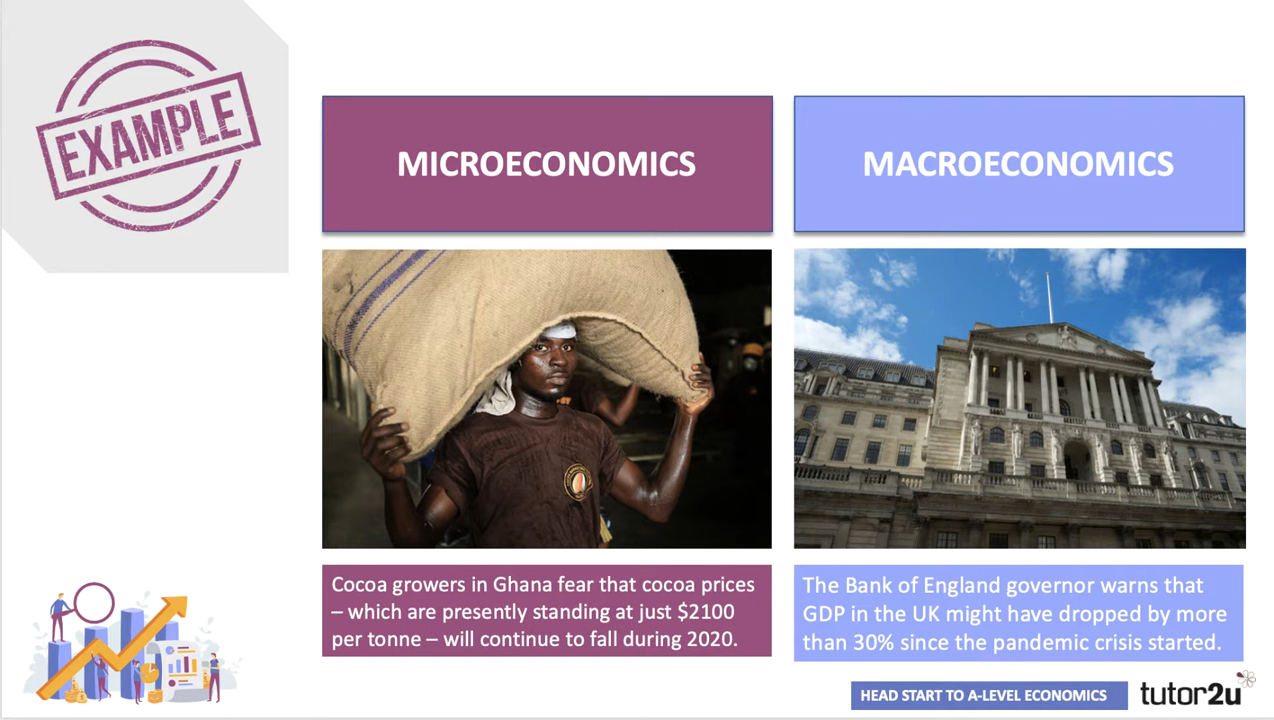 EXAMPLE
MICROECONOMICS
MACROECONOMICS
Cocoa growers in Ghana fear that cocoa prices
– which are presently standing at just $2100
per tonne – will continue to fall during 2020.
The Bank of England governor warns that
GDP in the UK might have dropped by more
than 30% since the pandemic crisis started.
HEAD START TO A-LEVEL ECONOMICS
tutor2u